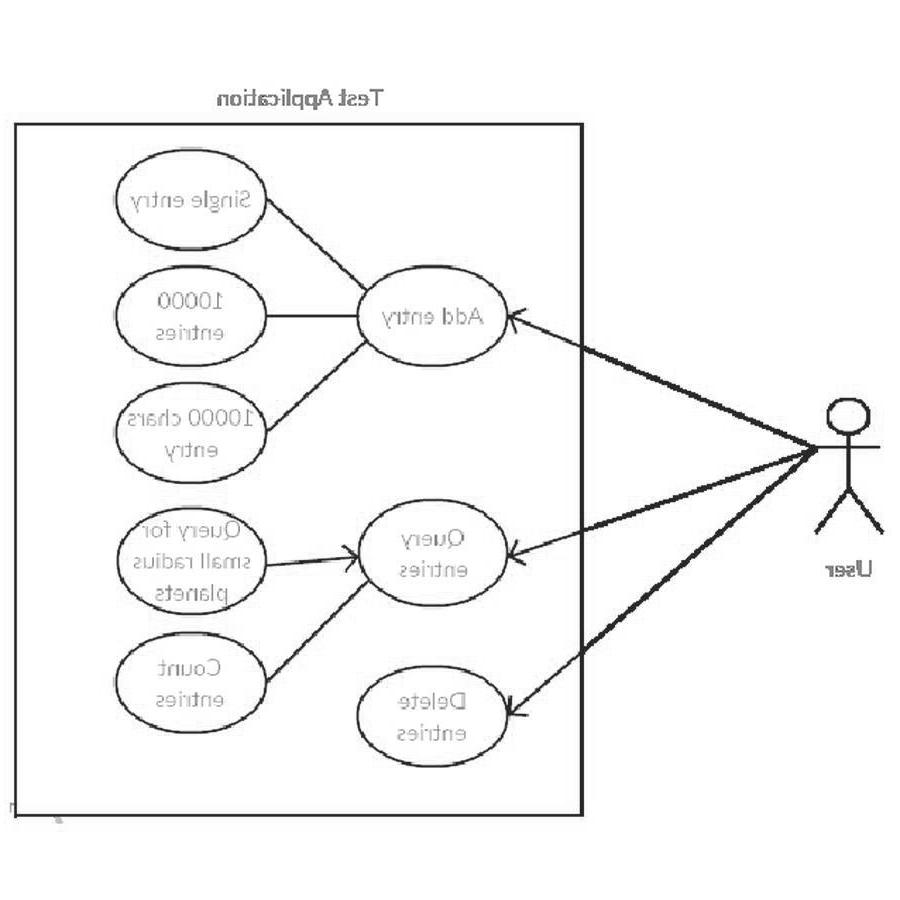 Test Application
Single entry
10000
entries
10000 chars
entry
Add entry
Query for
small radius
planets
Count
entries
Query
entries
Delete
entries
User